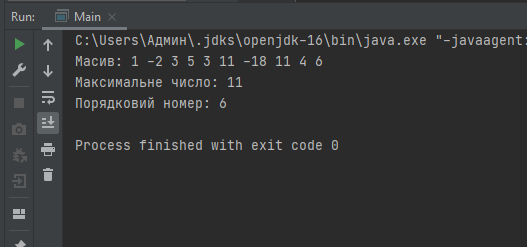 Run: Main
C:\Users\Админ\.jdks\openjdk-16\bin\java.exe "-javaagent:
Масив: 1 -2 3 5 3 11 -18 11 4 6
Максимальне число: 11
Порядковий номер: 6
Process finished with exit code 0